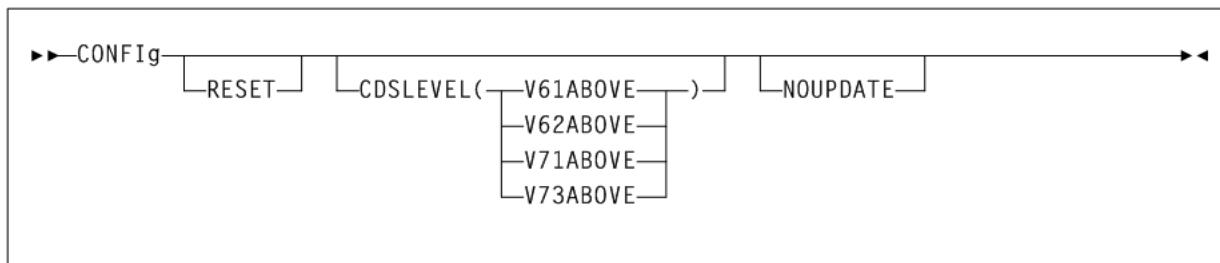 ▶▶ CONFIg RESET CDSLEVEL( V61ABOVE ) NOUPDATE ▶◀
V62ABOVE
V71ABOVE
V73ABOVE